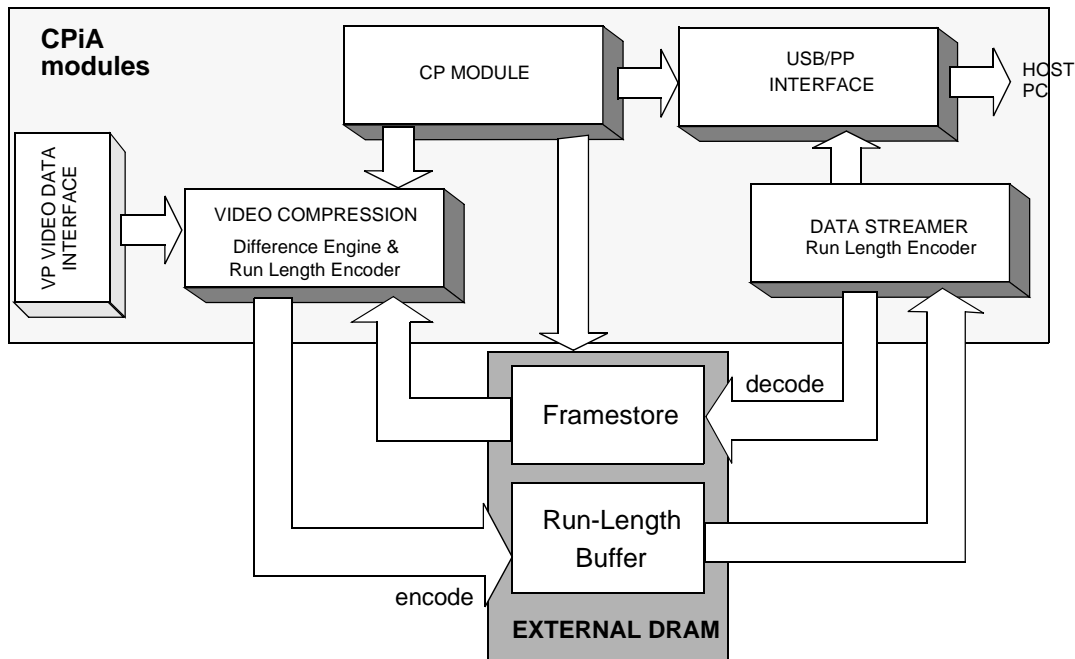 CPiA
modules
CP MODULE
USB/PP
INTERFACE
HOST
PC
VP VIDEO DATA
INTERFACE
VIDEO COMPRESSION
Difference Engine &
Run Length Encoder
DATA STREAMER
Run Length Encoder
decode
Framestore
Run-Length
Buffer
encode
EXTERNAL DRAM